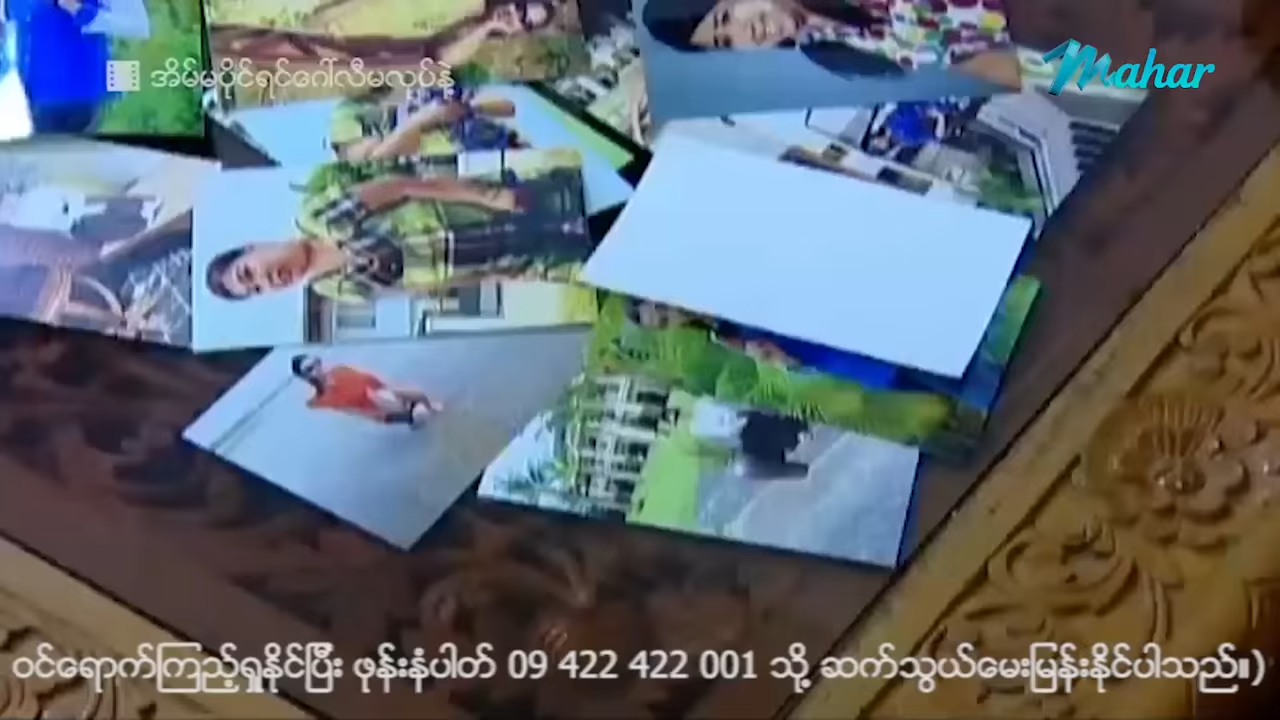 Mahar
အိမ်မပိုင်ရင်ဂေါ်လီမလုပ်နဲ့
ဝင်ရောက်ကြည့်ရှုနိုင်ပြီး ဖုန်းနံပါတ် 09 422 422 001 သို့ ဆက်သွယ်မေးမြန်းနိုင်ပါသည်။)